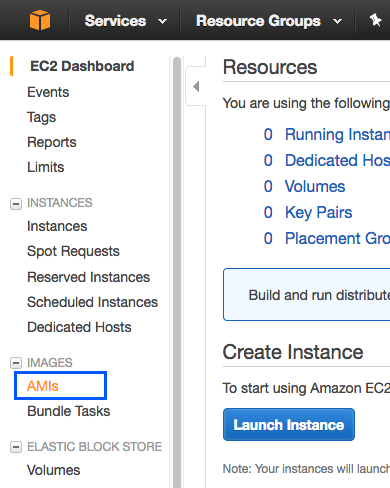 Services
Resource Groups
EC2 Dashboard
Events
Tags
Reports
Limits
INSTANCES
Instances
Spot Requests
Reserved Instances
Scheduled Instances
Dedicated Hosts
IMAGES
AMIs
Bundle Tasks
ELASTIC BLOCK STORE
Volumes
Resources
You are using the following
0 Running Instan
0 Dedicated Hos
0 Volumes
0 Key Pairs
0 Placement Gro
Build and run distribute
Create Instance
To start using Amazon EC2
Launch Instance
Note: Your instances will launch